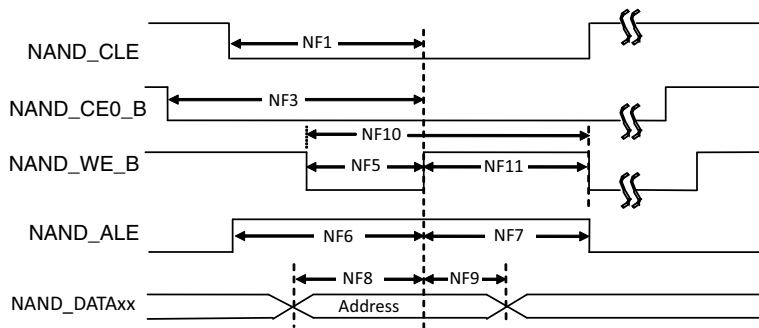 NAND_CLE
NF1
NAND_CE0_B
NF3
NF10
NAND_WE_B
NF5
NF11
NAND_ALE
NF6
NF7
NF8
NF9
NAND_DATAxx
Address